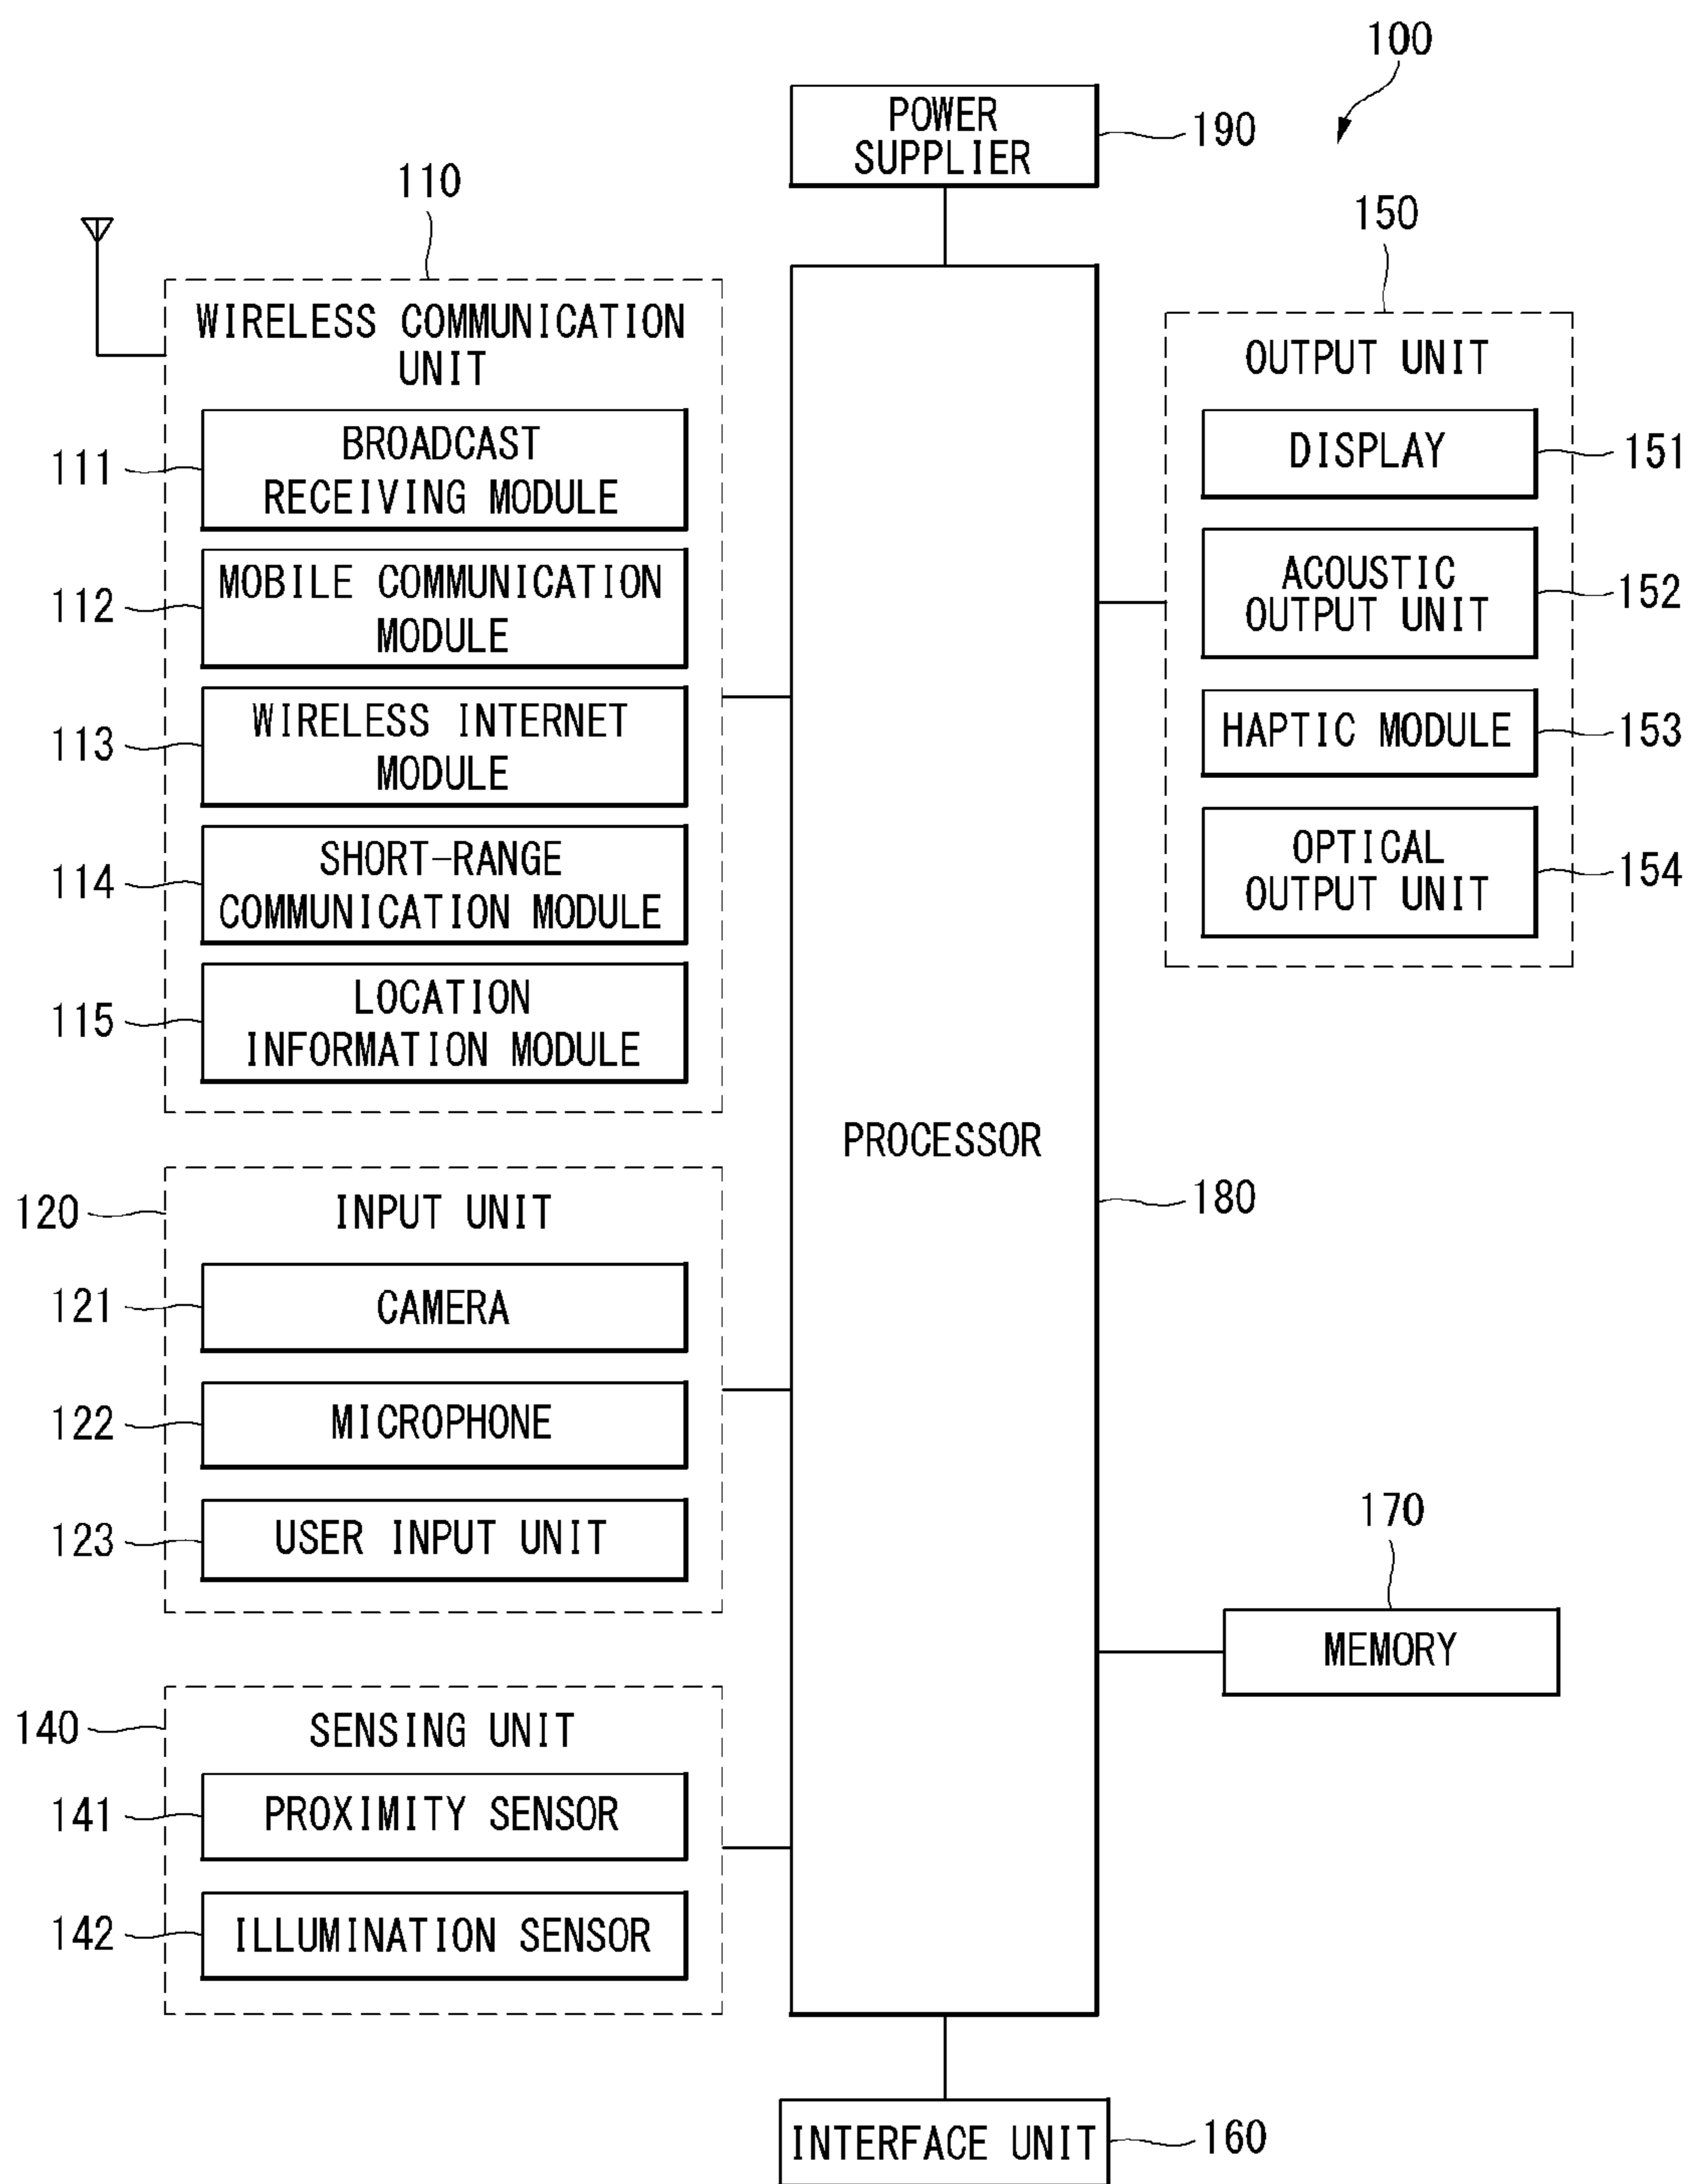 100
POWER
SUPPLIER
190
110
150
WIRELESS COMMUNICATION
UNIT
BROADCAST
RECEIVING MODULE
111
MOBILE COMMUNICATION
MODULE
112
WIRELESS INTERNET
MODULE
113
SHORT-RANGE
COMMUNICATION MODULE
114
LOCATION
INFORMATION MODULE
115
OUTPUT UNIT
DISPLAY
151
ACOUSTIC
OUTPUT UNIT
152
HAPTIC MODULE
153
OPTICAL
OUTPUT UNIT
154
PROCESSOR
180
120
INPUT UNIT
121
CAMERA
122
MICROPHONE
123
USER INPUT UNIT
170
MEMORY
140
SENSING UNIT
141
PROXIMITY SENSOR
142
ILLUMINATION SENSOR
INTERFACE UNIT
160